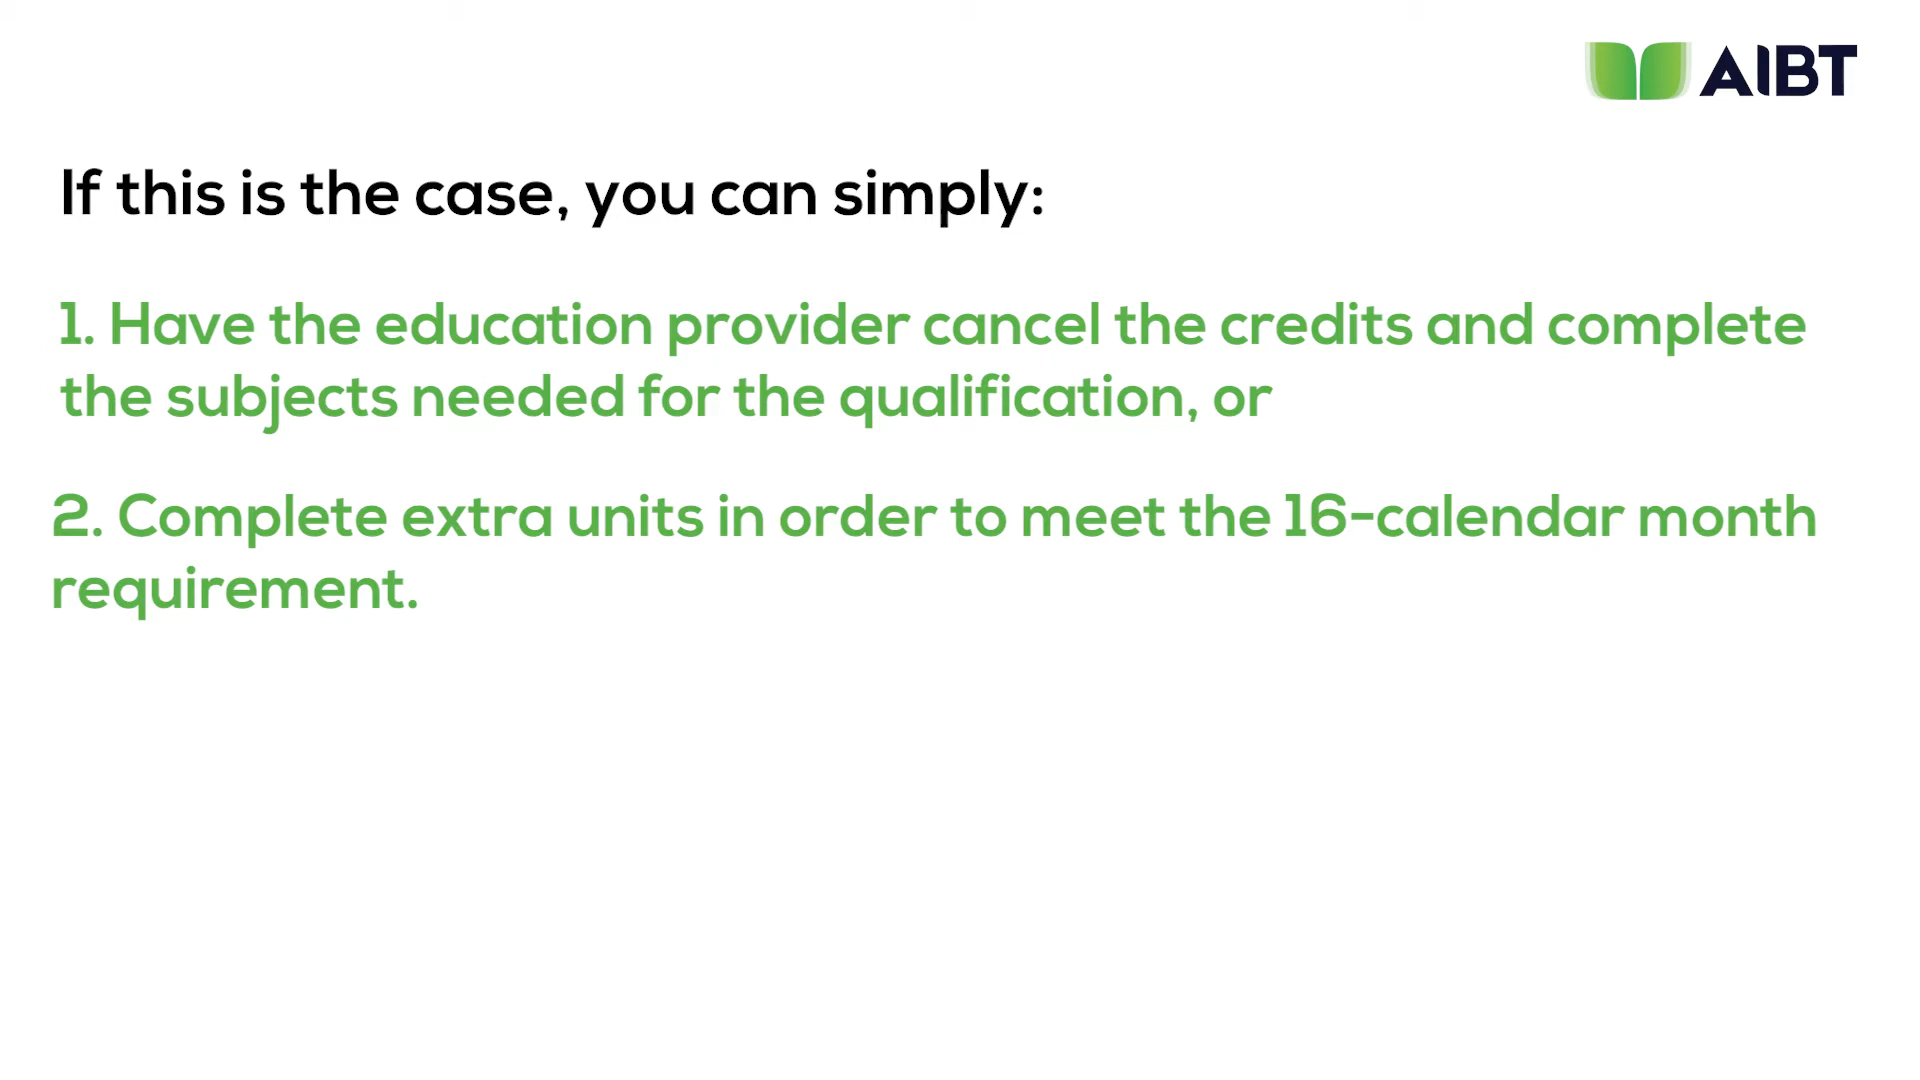 AIBT
If this is the case, you can simply:
1. Have the education provider cancel the credits and complete
the subjects needed for the qualification, or
2. Complete extra units in order to meet the 16-calendar month
requirement.